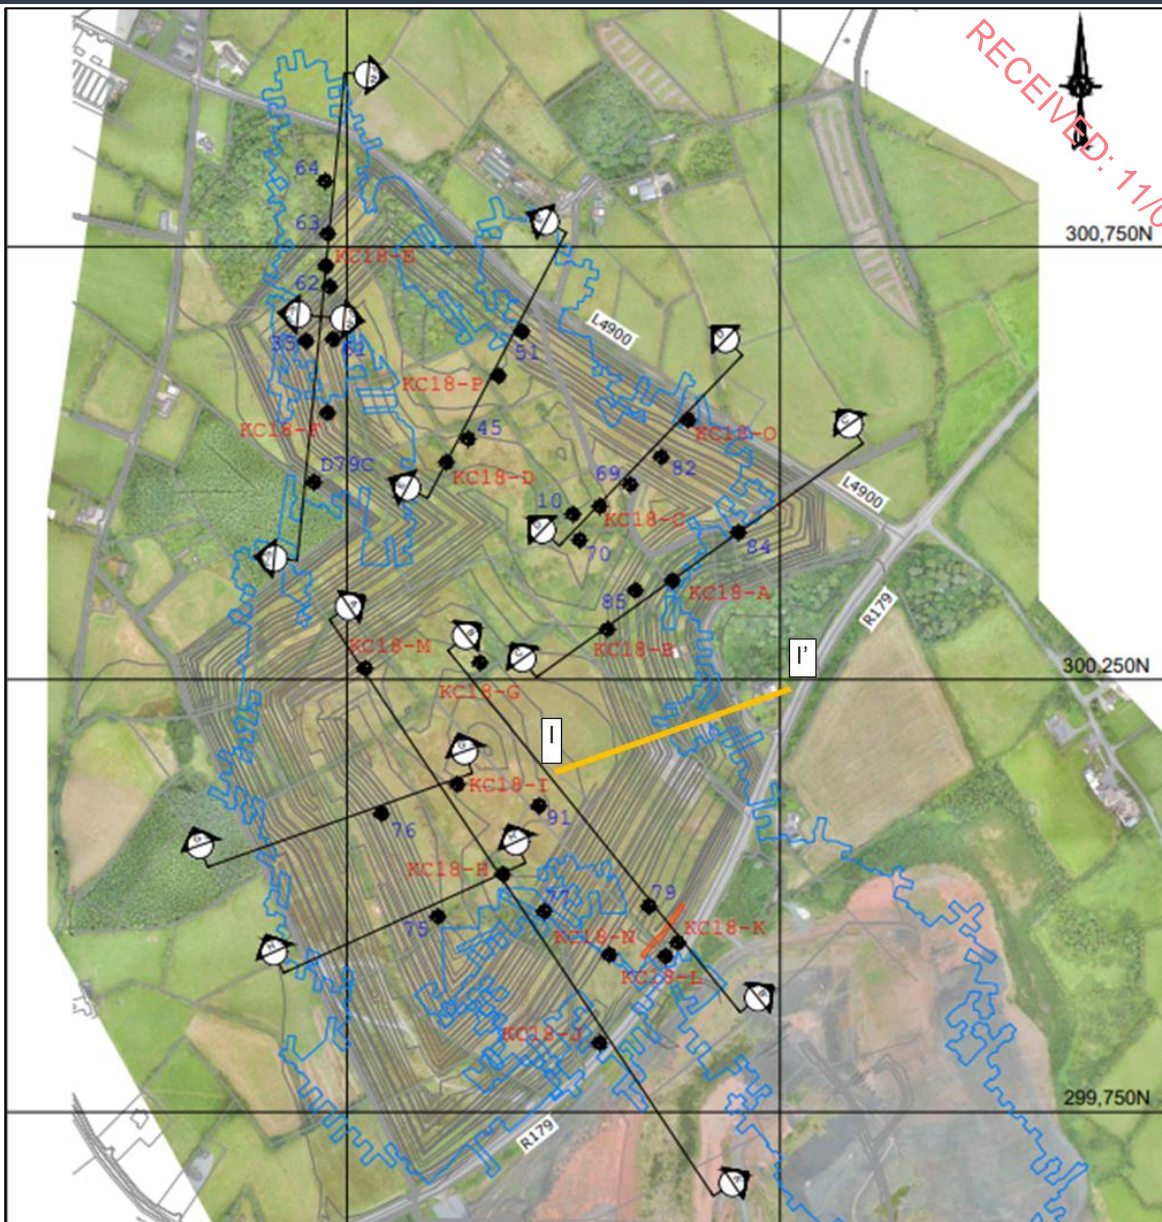 RECEIVED: 11/0
64
63
300,750N
KC18-E
62
L4900
35
61
51
KC18-P
KC18-F
45
KC18-O
D79C
KC18-D
69
82
10
KC18-C
L4900
70
84
85
KC18-A
R179
KC18-M
KC18-B
I'
300.250N
KC18-G
I
KC18-I
76
91
KC18-H
77
79
75
KC18-K
KC18-N
KC18-L
KC18-J
299,750N
R179